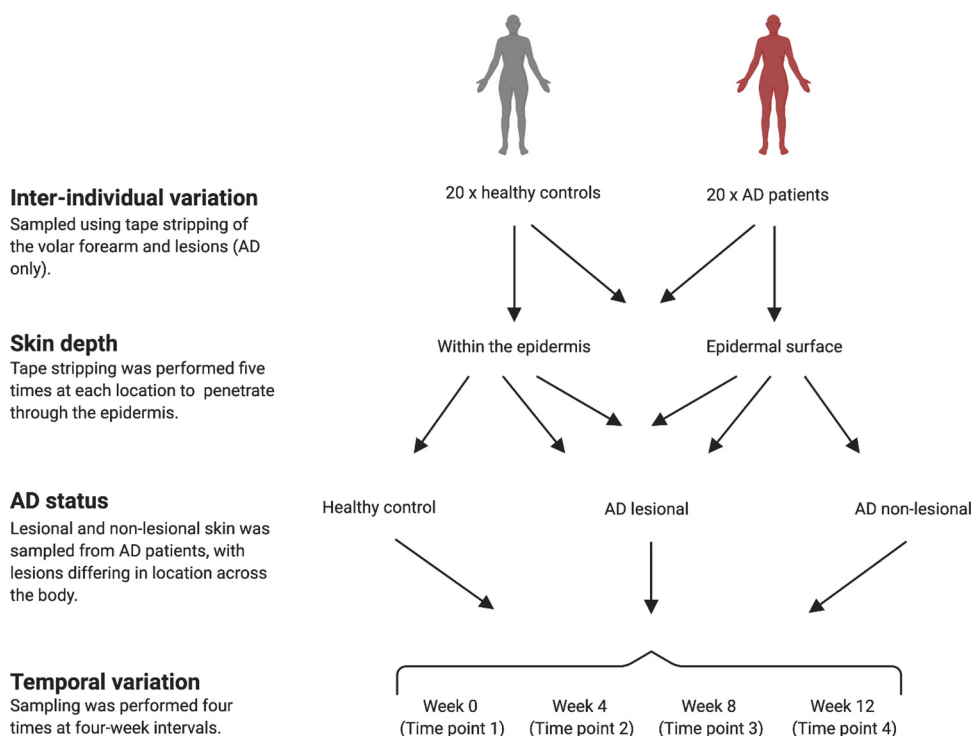 Inter-individual variation
Sampled using tape stripping of
the volar forearm and lesions (AD
only).
20 x healthy controls
20 x AD patients
Skin depth
Tape stripping was performed five
times at each location to penetrate
through the epidermis.
Within the epidermis
Epidermal surface
AD status
Lesional and non-lesional skin was
sampled from AD patients, with
lesions differing in location across
the body.
Healthy control
AD lesional
AD non-lesional
Temporal variation
Sampling was performed four
times at four-week intervals.
Week 0
(Time point 1)
Week 4
(Time point 2)
Week 8
(Time point 3)
Week 12
(Time point 4)